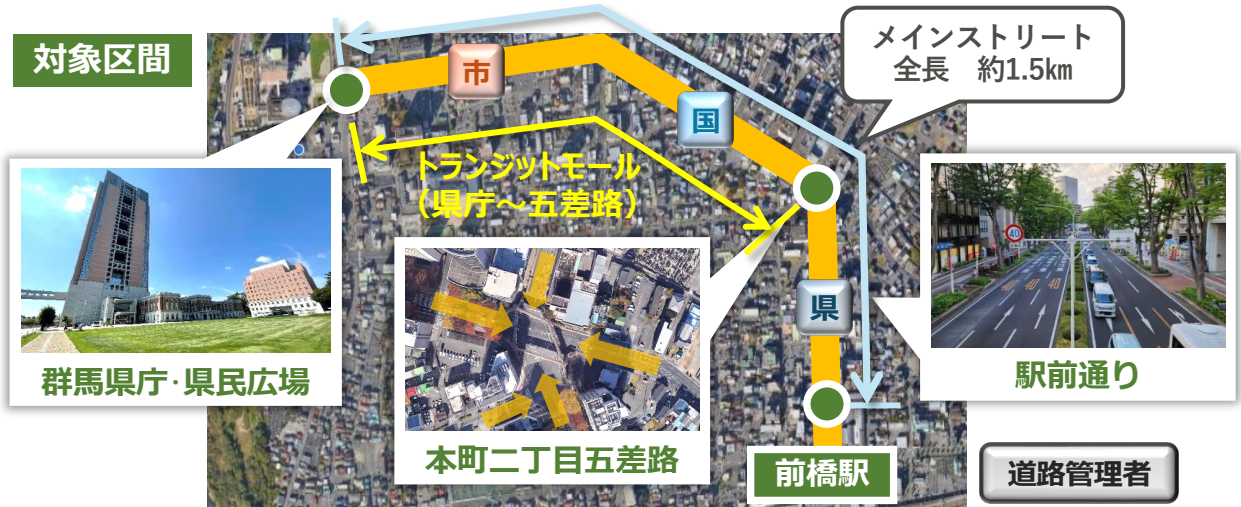 対象区間
市
国
メインストリート
全長 約1.5km
トランジットモール
（県庁～五差路）
県
40
40 40 40
群馬県庁・県民広場
本町二丁目五差路
駅前通り
前橋駅
道路管理者